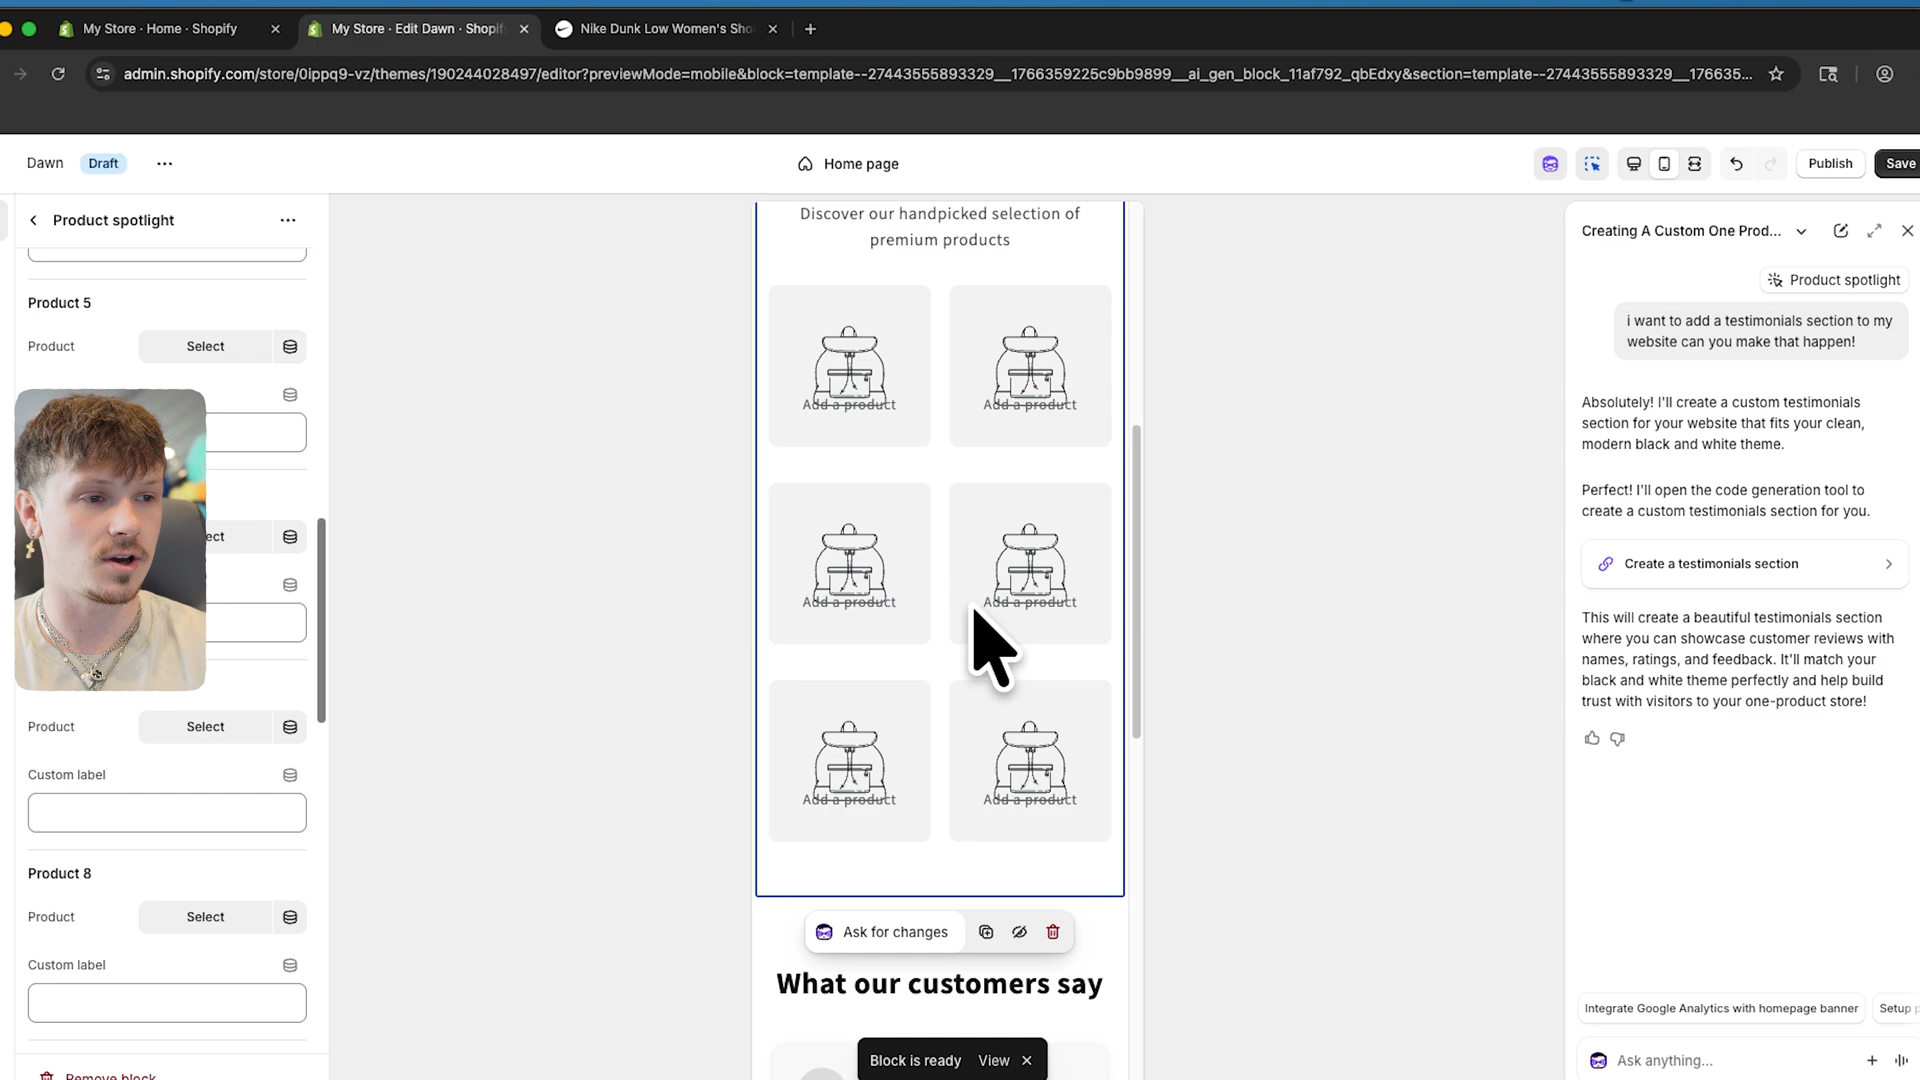 My Store · Home · Shopify
My Store · Edit Dawn · Shopif
Nike Dunk Low Women's Sho
admin.shopify.com/store/0ippq9-vz/themes/190244028497/editor?previewMode=mobile&block=template--27443555893329__1766359225c9bb9899__ai_gen_block_11af792_qbEdxy&section=template--27443555893329__176635...
Dawn
Draft
Home page
Publish
Save
Product spotlight
Product 5
Product
Select
ect
Product
Select
Custom label
Product 8
Product
Select
Custom label
Remove block
Discover our handpicked selection of
premium products
Add a product
Add a product
Add a product
Add a product
Add a product
Add a product
Ask for changes
What our customers say
Block is ready
View
Creating A Custom One Prod...
Product spotlight
i want to add a testimonials section to my
website can you make that happen!
Absolutely! I'll create a custom testimonials
section for your website that fits your clean,
modern black and white theme.
Perfect! I'll open the code generation tool to
create a custom testimonials section for you.
Create a testimonials section
This will create a beautiful testimonials section
where you can showcase customer reviews with
names, ratings, and feedback. It'll match your
black and white theme perfectly and help build
trust with visitors to your one-product store!
Integrate Google Analytics with homepage banner
Setup p
Ask anything...